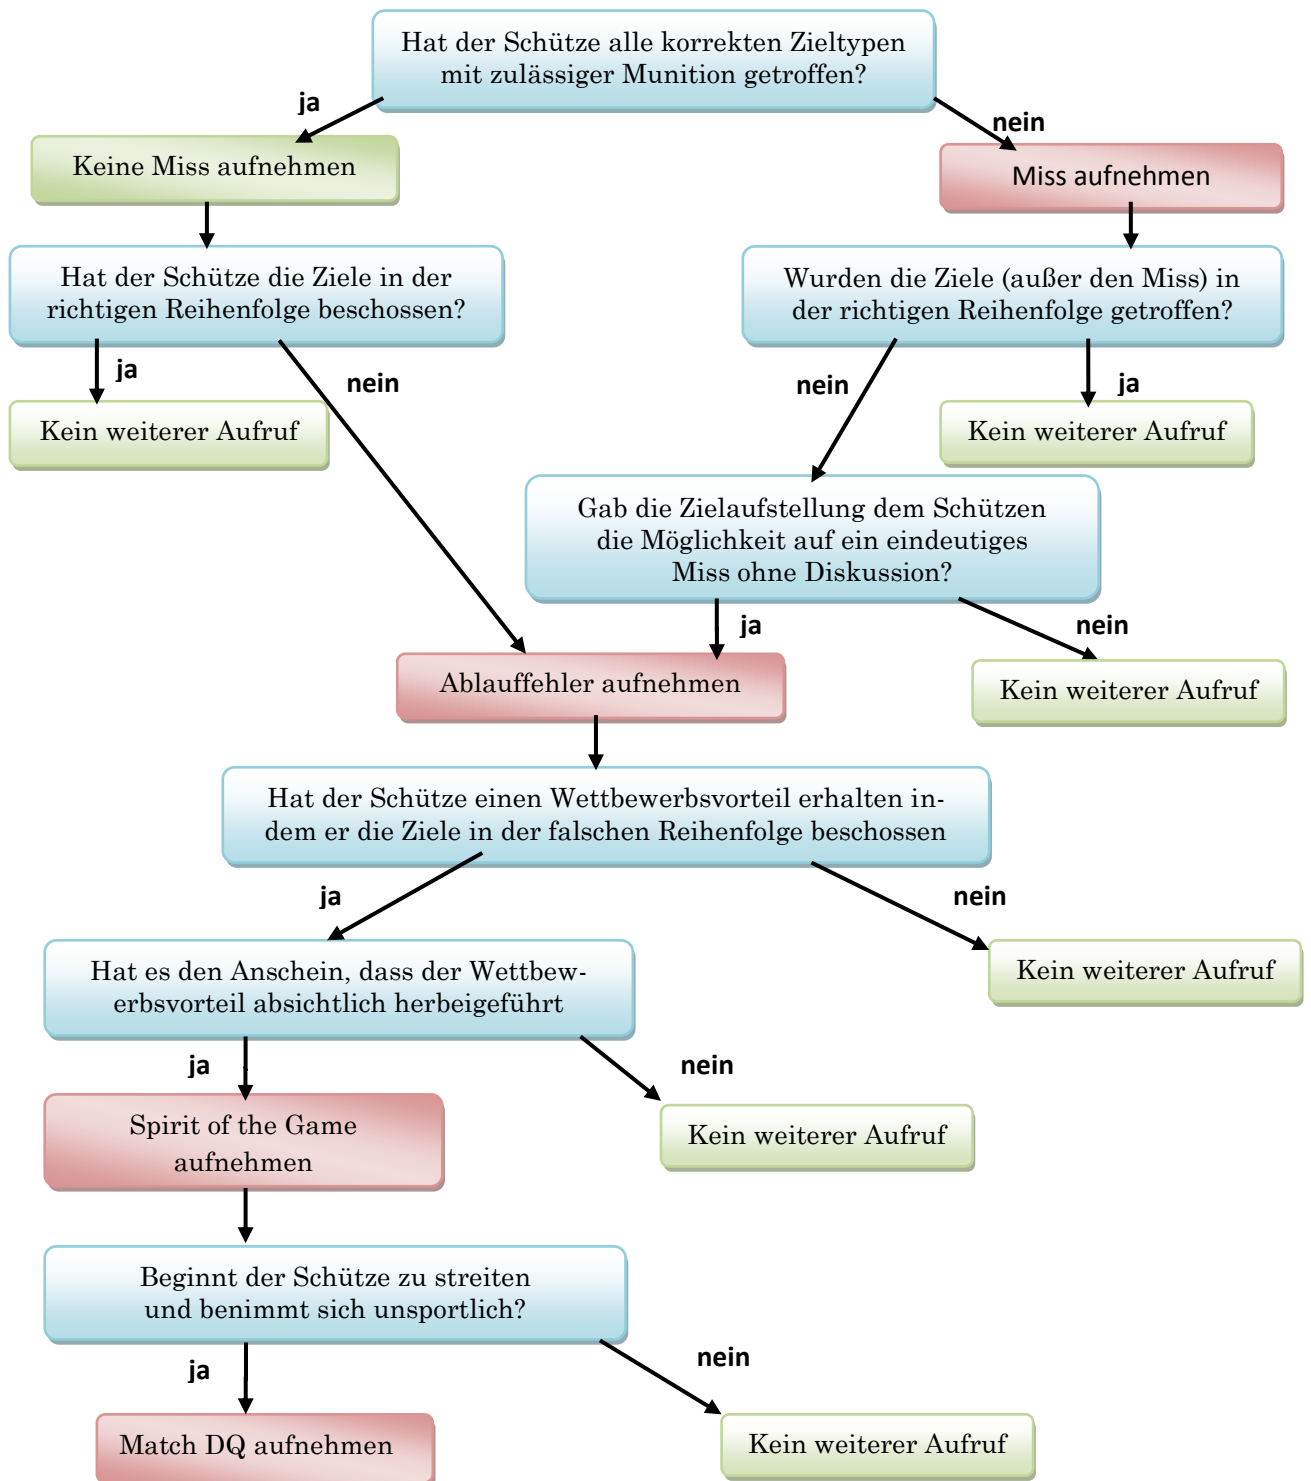 Hat der Schütze alle korrekten Zieltypen
mit zulässiger Munition getroffen?
ja
nein
Keine Miss aufnehmen
Miss aufnehmen
Hat der Schütze die Ziele in der
richtigen Reihenfolge beschossen?
Wurden die Ziele (außer den Miss) in
der richtigen Reihenfolge getroffen?
ja
nein
nein
ja
Kein weiterer Aufruf
Kein weiterer Aufruf
Gab die Zielaufstellung dem Schützen
die Möglichkeit auf ein eindeutiges
Miss ohne Diskussion?
ja
nein
Ablauffehler aufnehmen
Kein weiterer Aufruf
Hat der Schütze einen Wettbewerbsvorteil erhalten in-
dem er die Ziele in der falschen Reihenfolge beschossen
ja
nein
Hat es den Anschein, dass der Wettbew-
erbsvorteil absichtlich herbeigeführt
Kein weiterer Aufruf
ja
nein
Spirit of the Game
aufnehmen
Kein weiterer Aufruf
Beginnt der Schütze zu streiten
und benimmt sich unsportlich?
ja
nein
Match DQ aufnehmen
Kein weiterer Aufruf